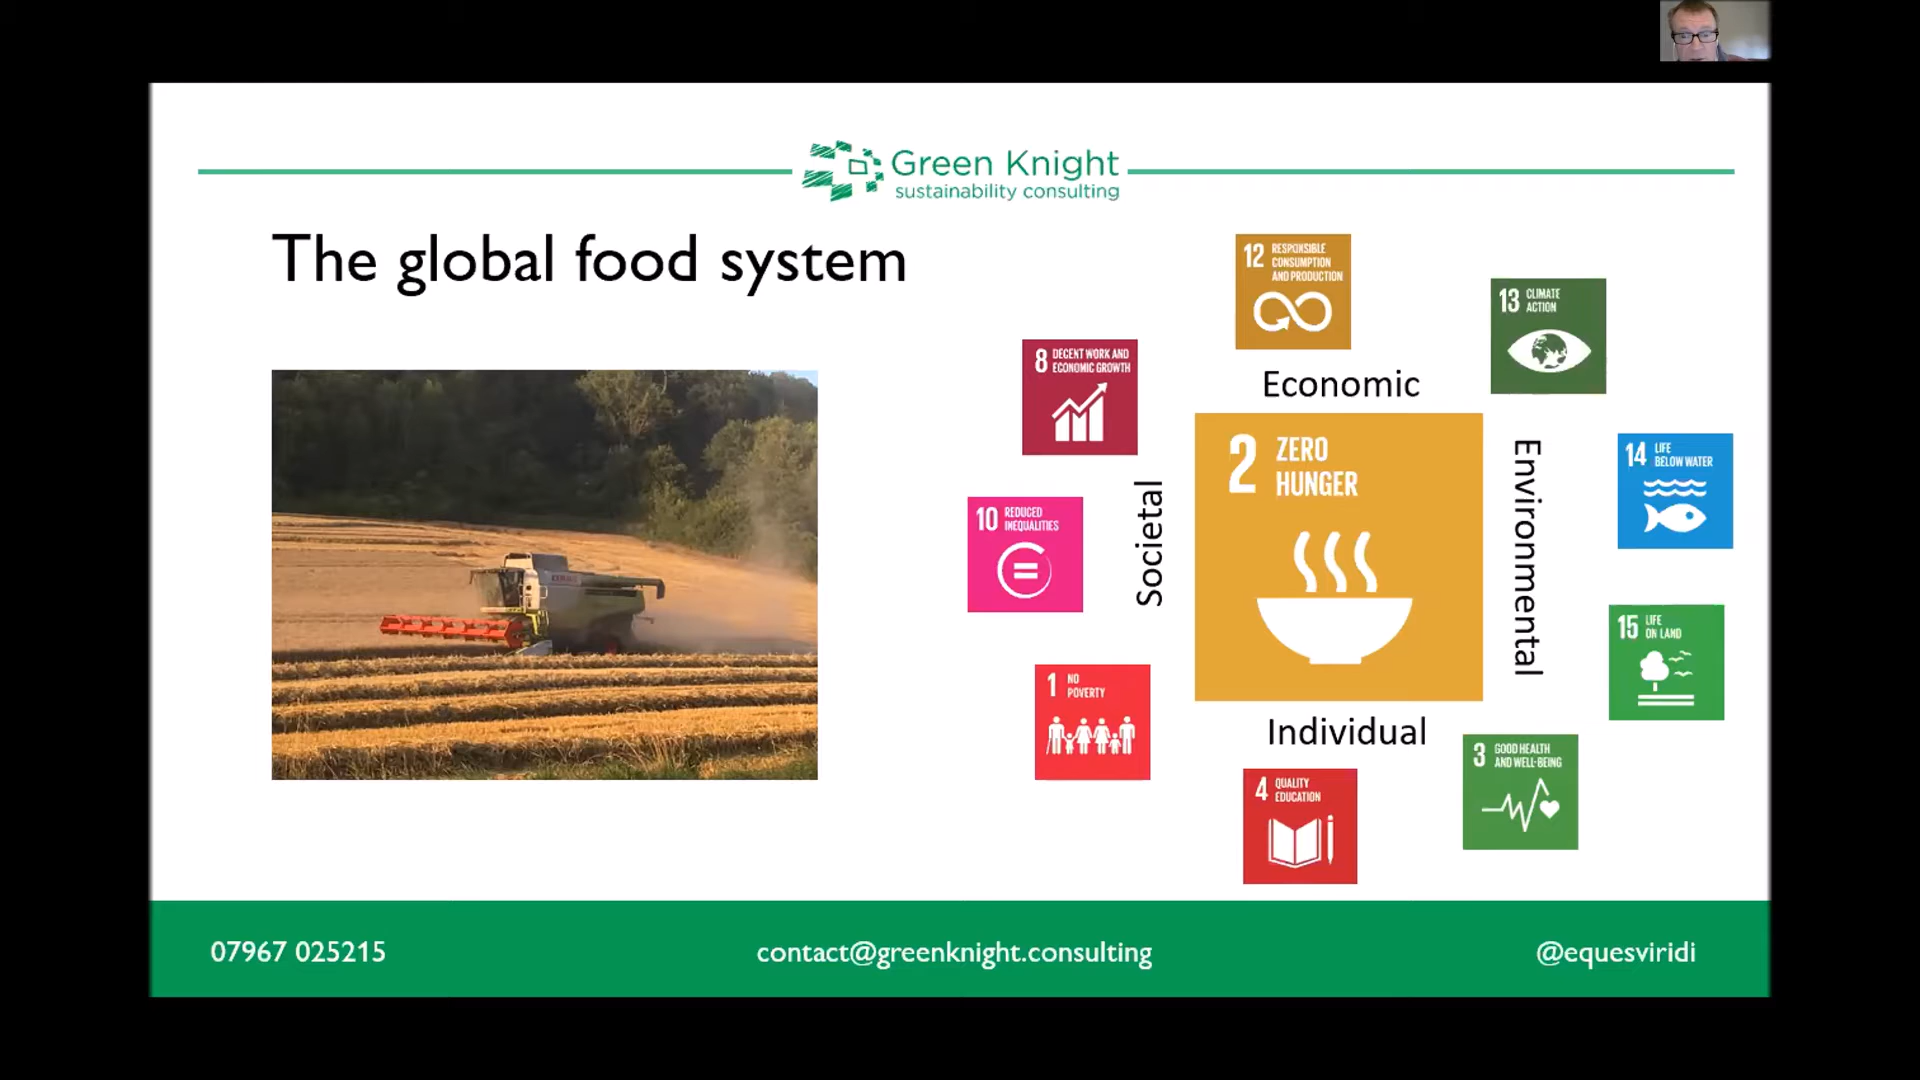 Green Knight
sustainability consulting
The global food system
12 RESPONSIBLE
CONSUMPTION
AND PRODUCTION
13 CLIMATE
ACTION
8 DECENT WORK AND
ECONOMIC GROWTH
Economic
2 ZERO
HUNGER
14 LIFE
BELOW WATER
Environmental
Societal
10 REDUCED
INEQUALITIES
15 LIFE
ON LAND
1 NO
POVERTY
Individual
3 GOOD HEALTH
AND WELL-BEING
4 QUALITY
EDUCATION
07967 025215
contact@greenknight.consulting
@equesviridi